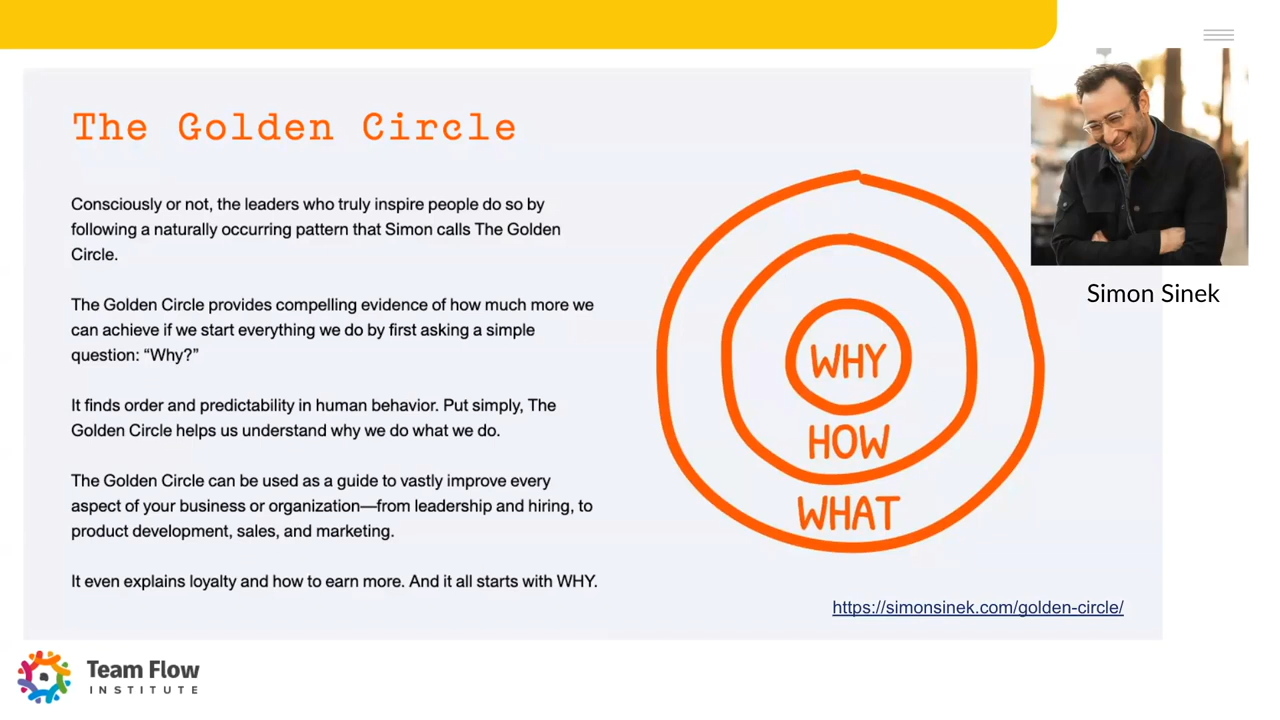 The Golden Circle
Consciously or not, the leaders who truly inspire people do so by
following a naturally occurring pattern that Simon calls The Golden
Circle.
The Golden Circle provides compelling evidence of how much more we
can achieve if we start everything we do by first asking a simple
question: “Why?”
It finds order and predictability in human behavior. Put simply, The
Golden Circle helps us understand why we do what we do.
The Golden Circle can be used as a guide to vastly improve every
aspect of your business or organization—from leadership and hiring, to
product development, sales, and marketing.
It even explains loyalty and how to earn more. And it all starts with WHY.
WHY
HOW
WHAT
Simon Sinek
https://simonsinek.com/golden-circle/
Team Flow
INSTITUTE